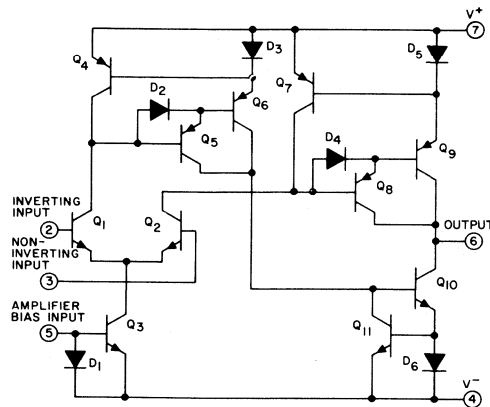 V+
7
Q4
D3
D5
D2
Q6
Q7
Q5
D4
Q9
Q8
INVERTING
INPUT
2
Q1
Q2
OUTPUT
6
NON-
INVERTING
INPUT
3
Q10
AMPLIFIER
BIAS INPUT
5
Q3
Q11
D1
D6
V-
4